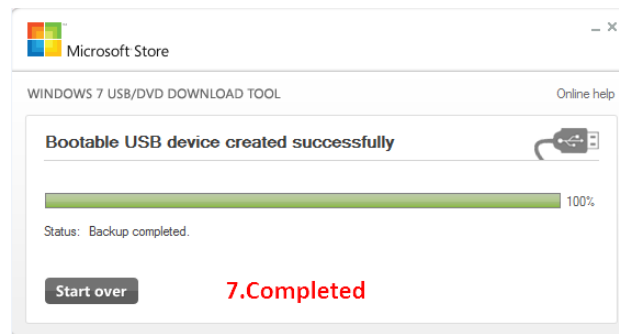 Microsoft Store
WINDOWS 7 USB/DVD DOWNLOAD TOOL Online help
Bootable USB device created successfully
100%
Status: Backup completed.
Start over 7.Completed